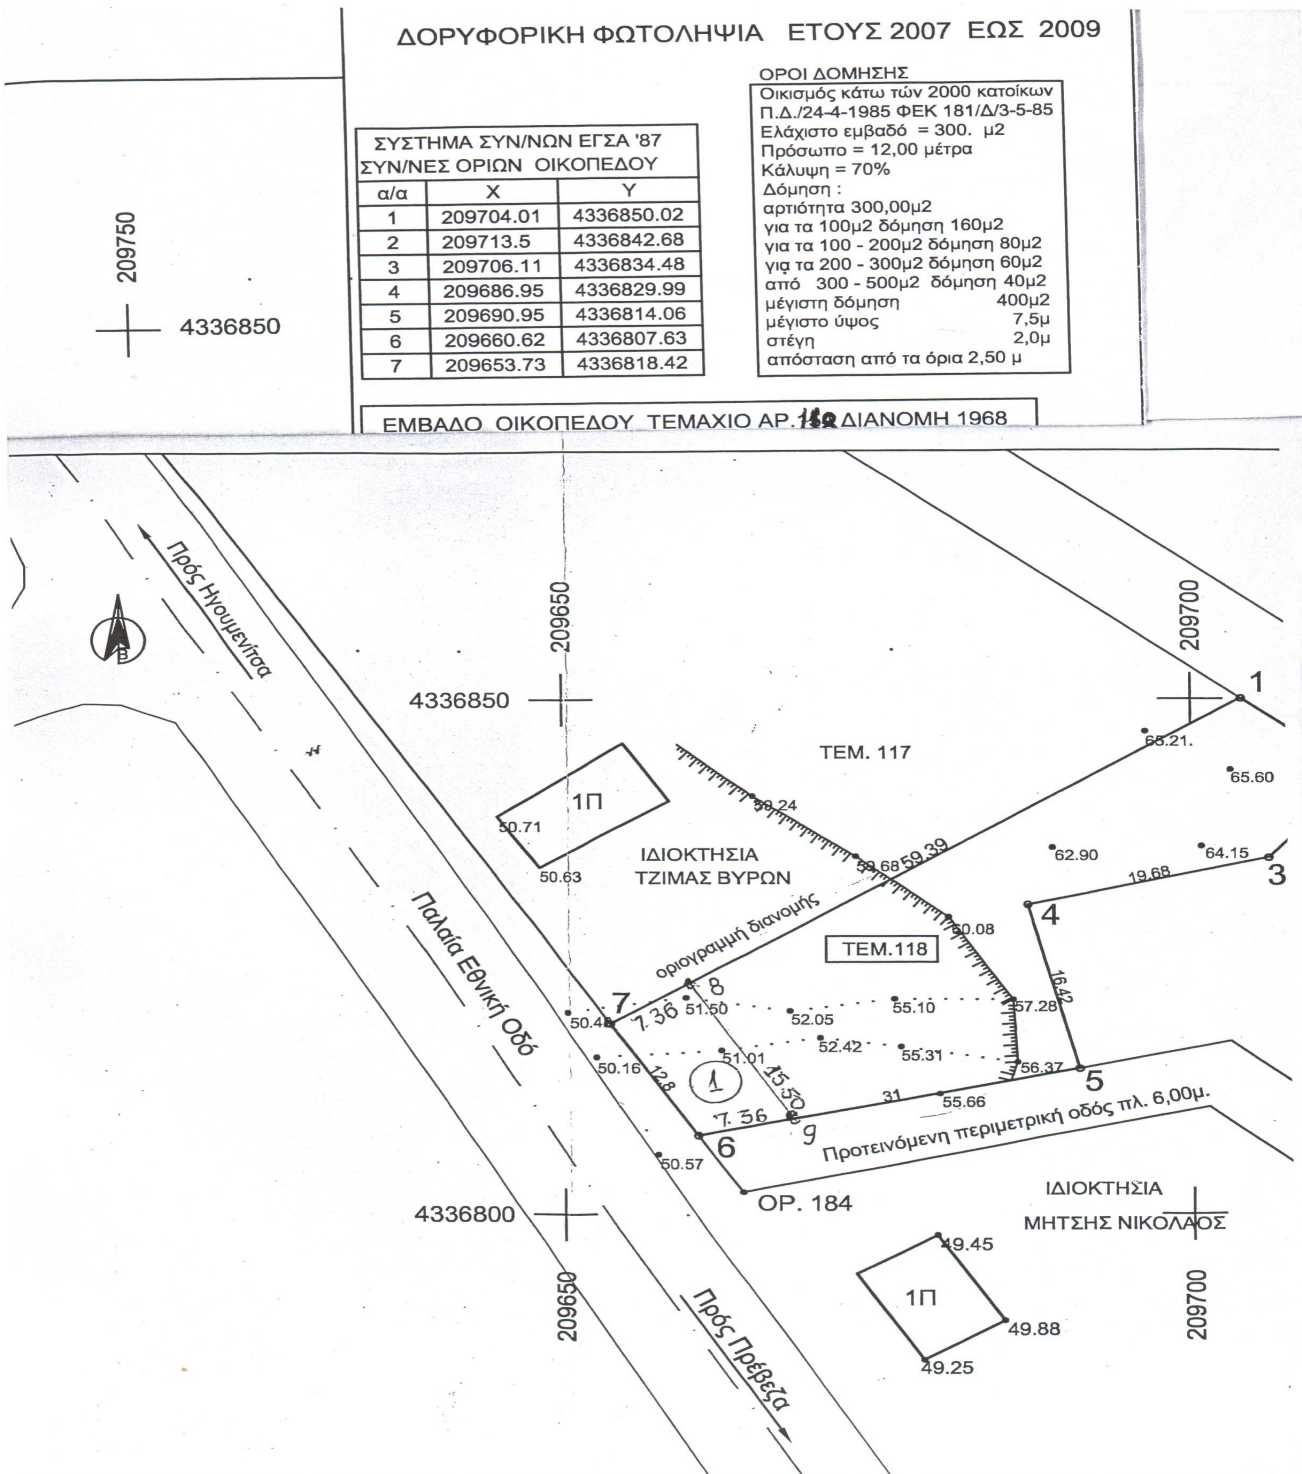 ΔΟΡΥΦΟΡΙΚΗ ΦΩΤΟΛΗΨΙΑ ΕΤΟΥΣ 2007 ΕΩΣ 2009
ΣΥΣΤΗΜΑ ΣΥΝ/ΝΩΝ ΕΓΣΑ '87
ΣΥΝ/ΝΕΣ ΟΡΙΩΝ ΟΙΚΟΠΕΔΟΥ
α/α Χ Υ
1 209704.01 4336850.02
2 209713.5 4336842.68
3 209706.11 4336834.48
4 209686.95 4336829.99
5 209690.95 4336814.06
6 209660.62 4336807.63
7 209653.73 4336818.42
ΟΡΟΙ ΔΟΜΗΣΗΣ
Οικισμός κάτω τών 2000 κατοίκων
Π.Δ./24-4-1985 ΦΕΚ 181/Δ/3-5-85
Ελάχιστο εμβαδό = 300. μ2
Πρόσωπο = 12,00 μέτρα
Κάλυψη = 70%
Δόμηση :
αρτιότητα 300,00μ2
για τα 100μ2 δόμηση 160μ2
για τα 100 - 200μ2 δόμηση 80μ2
για τα 200 - 300μ2 δόμηση 60μ2
από 300 - 500μ2 δόμηση 40μ2
μέγιστη δόμηση 400μ2
μέγιστο ύψος 7,5μ
στέγη 2,0μ
απόσταση από τα όρια 2,50 μ
209750
4336850
ΕΜΒΑΔΟ ΟΙΚΟΠΕΔΟΥ ΤΕΜΑΧΙΟ ΑΡ. ΔΙΑΝΟΜΗ 1968
Πρός Ηγουμενίτσα
Β
209650
209700
4336850
1
65.21.
65.60
ΤΕΜ. 117
1Π
50.71
50.63
59.24
59.68
59.39
62.90
64.15
3
19.68
ΙΔΙΟΚΤΗΣΙΑ
ΤΖΙΜΑΣ ΒΥΡΩΝ
οριογραμμή διανομής
4
60.08
ΤΕΜ.118
Παλαία Εθνική Οδό
16.42
7
50.4
7.36
8
51.50
52.05
55.10
57.28
50.16
51.01
52.42
55.31
56.37
12.8
1
15.50
5
31
55.66
7.36
9
6
50.57
Προτεινόμενη περιμετρική οδός πλ. 6,00μ.
ΟΡ. 184
4336800
ΙΔΙΟΚΤΗΣΙΑ
ΜΗΤΣΗΣ ΝΙΚΟΛΑΟΣ
209650
209700
49.45
1Π
49.88
49.25
Πρός Πρέβεζα